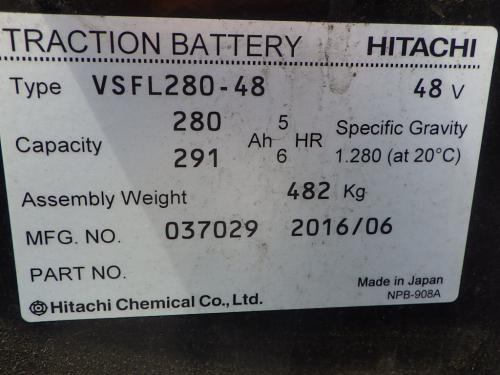 TRACTION BATTERY HITACHI
Type VSFL280-48 48 V
Capacity 280 Ah 5 HR Specific Gravity
291 6 1.280 (at 20°C)
Assembly Weight 482 Kg
MFG. NO. 037029 2016/06
PART NO.
Made in Japan
Hitachi Chemical Co., Ltd. NPB-908A